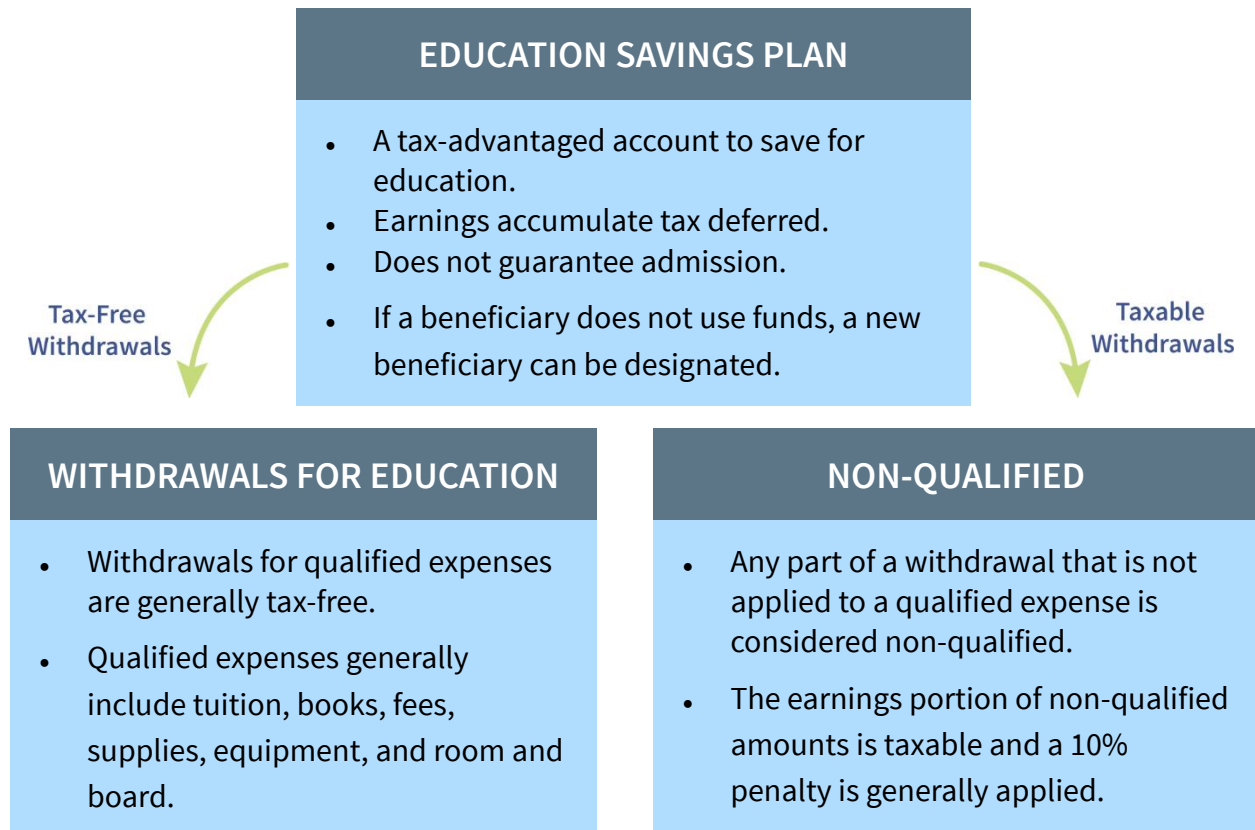 EDUCATION SAVINGS PLAN
• A tax-advantaged account to save for
education.
• Earnings accumulate tax deferred.
• Does not guarantee admission.
• If a beneficiary does not use funds, a new
beneficiary can be designated.
Tax-Free
Withdrawals
Taxable
Withdrawals
WITHDRAWALS FOR EDUCATION
• Withdrawals for qualified expenses
are generally tax-free.
• Qualified expenses generally
include tuition, books, fees,
supplies, equipment, and room and
board.
NON-QUALIFIED
• Any part of a withdrawal that is not
applied to a qualified expense is
considered non-qualified.
• The earnings portion of non-qualified
amounts is taxable and a 10%
penalty is generally applied.